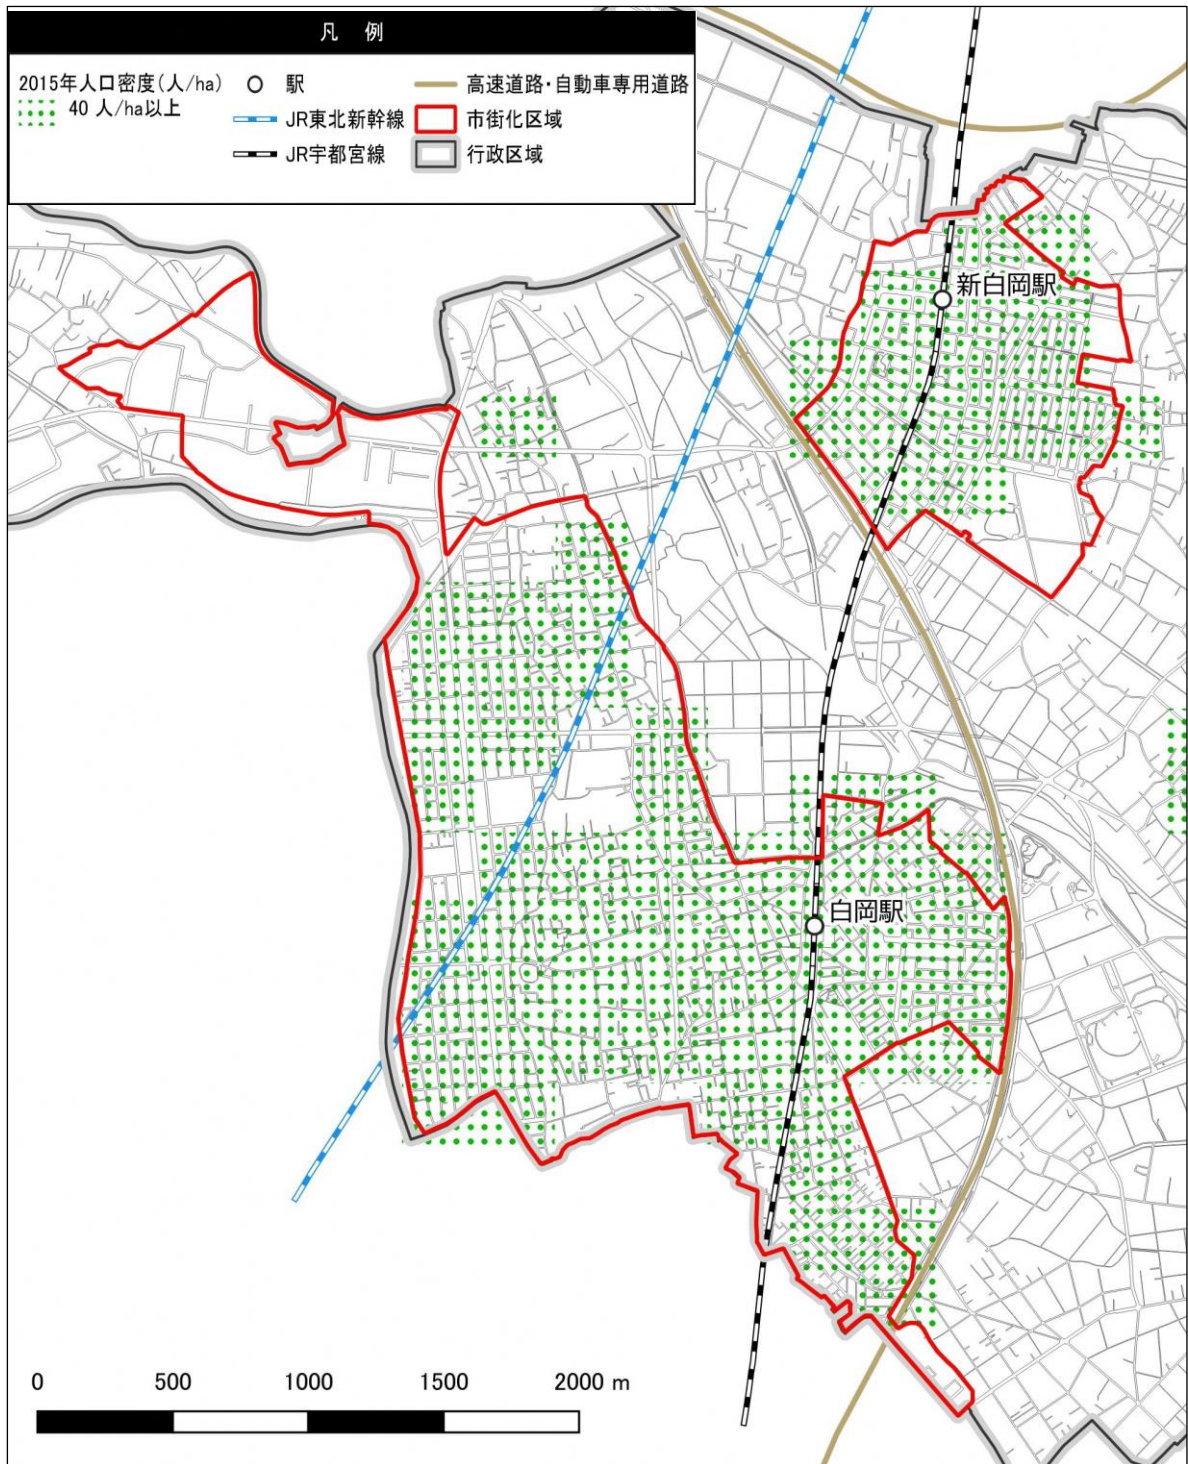 凡 例
2015年人口密度(人/ha)
40 人/ha以上
駅
JR東北新幹線
JR宇都宮線
高速道路・自動車専用道路
市街化区域
行政区域
新白岡駅
白岡駅
0 500 1000 1500 2000 m